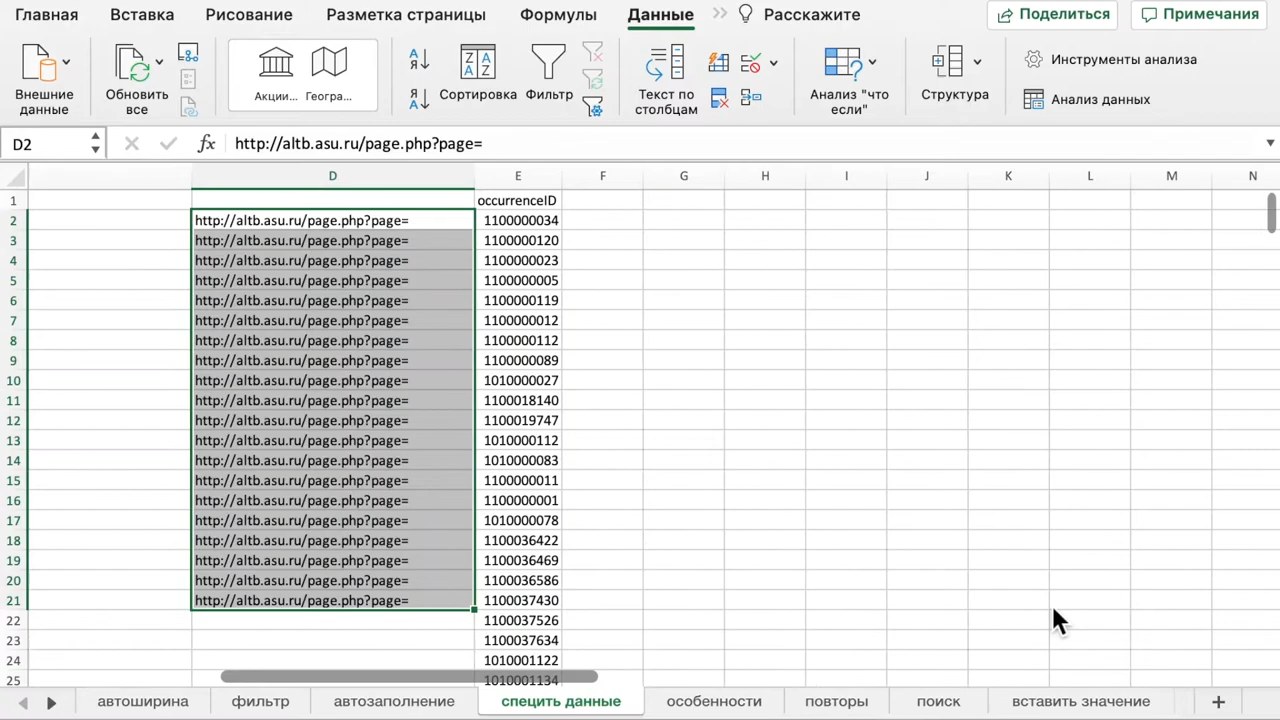 Главная Вставка Рисование Разметка страницы Формулы Данные >> Расскажите Поделиться Примечания
Внешние данные Обновить все Акции... Геогра... Сортировка Фильтр Текст по столбцам Анализ "что если" Структура Инструменты анализа
Анализ данных
D2 fx http://altb.asu.ru/page.php?page=
D E F G H I J K L M N
1 occurrenceID
2 http://altb.asu.ru/page.php?page= 1100000034
3 http://altb.asu.ru/page.php?page= 1100000120
4 http://altb.asu.ru/page.php?page= 1100000023
5 http://altb.asu.ru/page.php?page= 1100000005
6 http://altb.asu.ru/page.php?page= 1100000119
7 http://altb.asu.ru/page.php?page= 1100000012
8 http://altb.asu.ru/page.php?page= 1100000112
9 http://altb.asu.ru/page.php?page= 1100000089
10 http://altb.asu.ru/page.php?page= 1010000027
11 http://altb.asu.ru/page.php?page= 1100018140
12 http://altb.asu.ru/page.php?page= 1100019747
13 http://altb.asu.ru/page.php?page= 1010000112
14 http://altb.asu.ru/page.php?page= 1010000083
15 http://altb.asu.ru/page.php?page= 1100000011
16 http://altb.asu.ru/page.php?page= 1100000001
17 http://altb.asu.ru/page.php?page= 1010000078
18 http://altb.asu.ru/page.php?page= 1100036422
19 http://altb.asu.ru/page.php?page= 1100036469
20 http://altb.asu.ru/page.php?page= 1100036586
21 http://altb.asu.ru/page.php?page= 1100037430
22 1100037526
23 1100037634
24 1010001122
25 1010001134
автоширина фильтр автозаполнение специть данные особенности повторы поиск вставить значение +